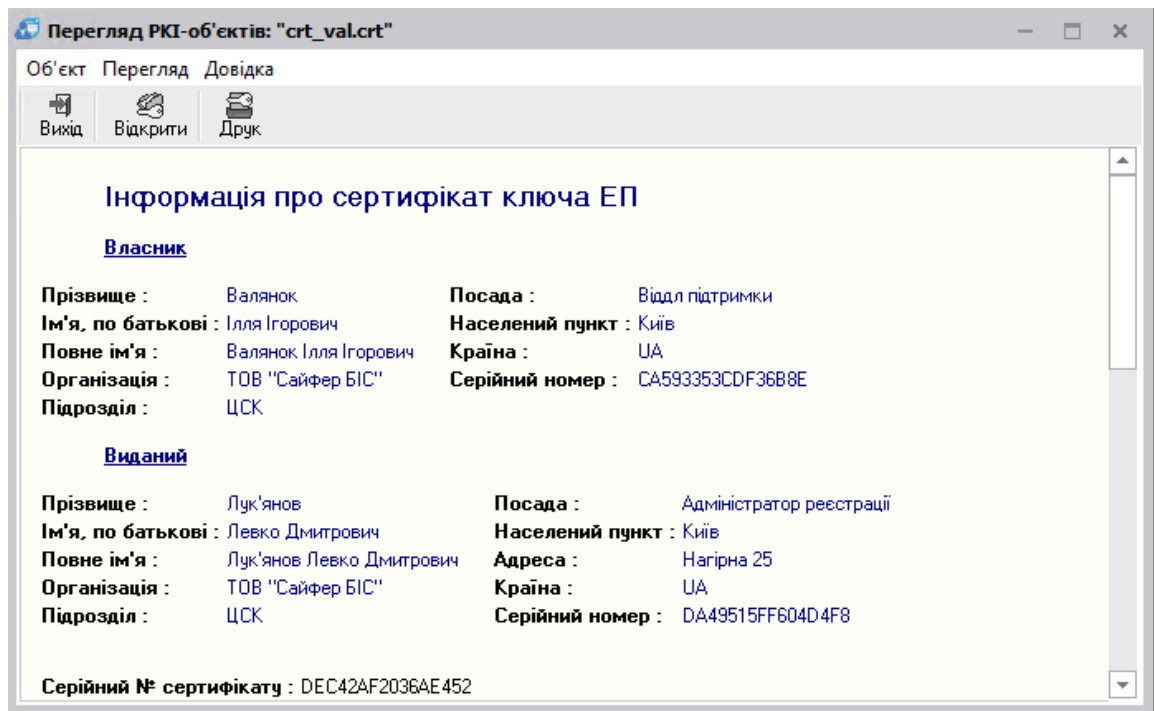 Перегляд PKI-об'єктів: "crt_val.crt"
Об'єкт Перегляд Довідка
Вихід Відкрити Друк
Інформація про сертифікат ключа ЕП
Власник
Прізвище : Валянок Посада : Віддл підтримки
Ім'я, по батькові : Ілля Ігорович Населений пункт : Київ
Повне ім'я : Валянок Ілля Ігорович Країна : UA
Організація : ТОВ "Сайфер БІС" Серійний номер : CA593353CDF36B8E
Підрозділ : ЦСК
Виданий
Прізвище : Лук'янов Посада : Адміністратор реєстрації
Ім'я, по батькові : Левко Дмитрович Населений пункт : Київ
Повне ім'я : Лук'янов Левко Дмитрович Адреса : Нагірна 25
Організація : ТОВ "Сайфер БІС" Країна : UA
Підрозділ : ЦСК Серійний номер : DA49515FF604D4F8
Серійний № сертифікату : DEC42AF2036AE452